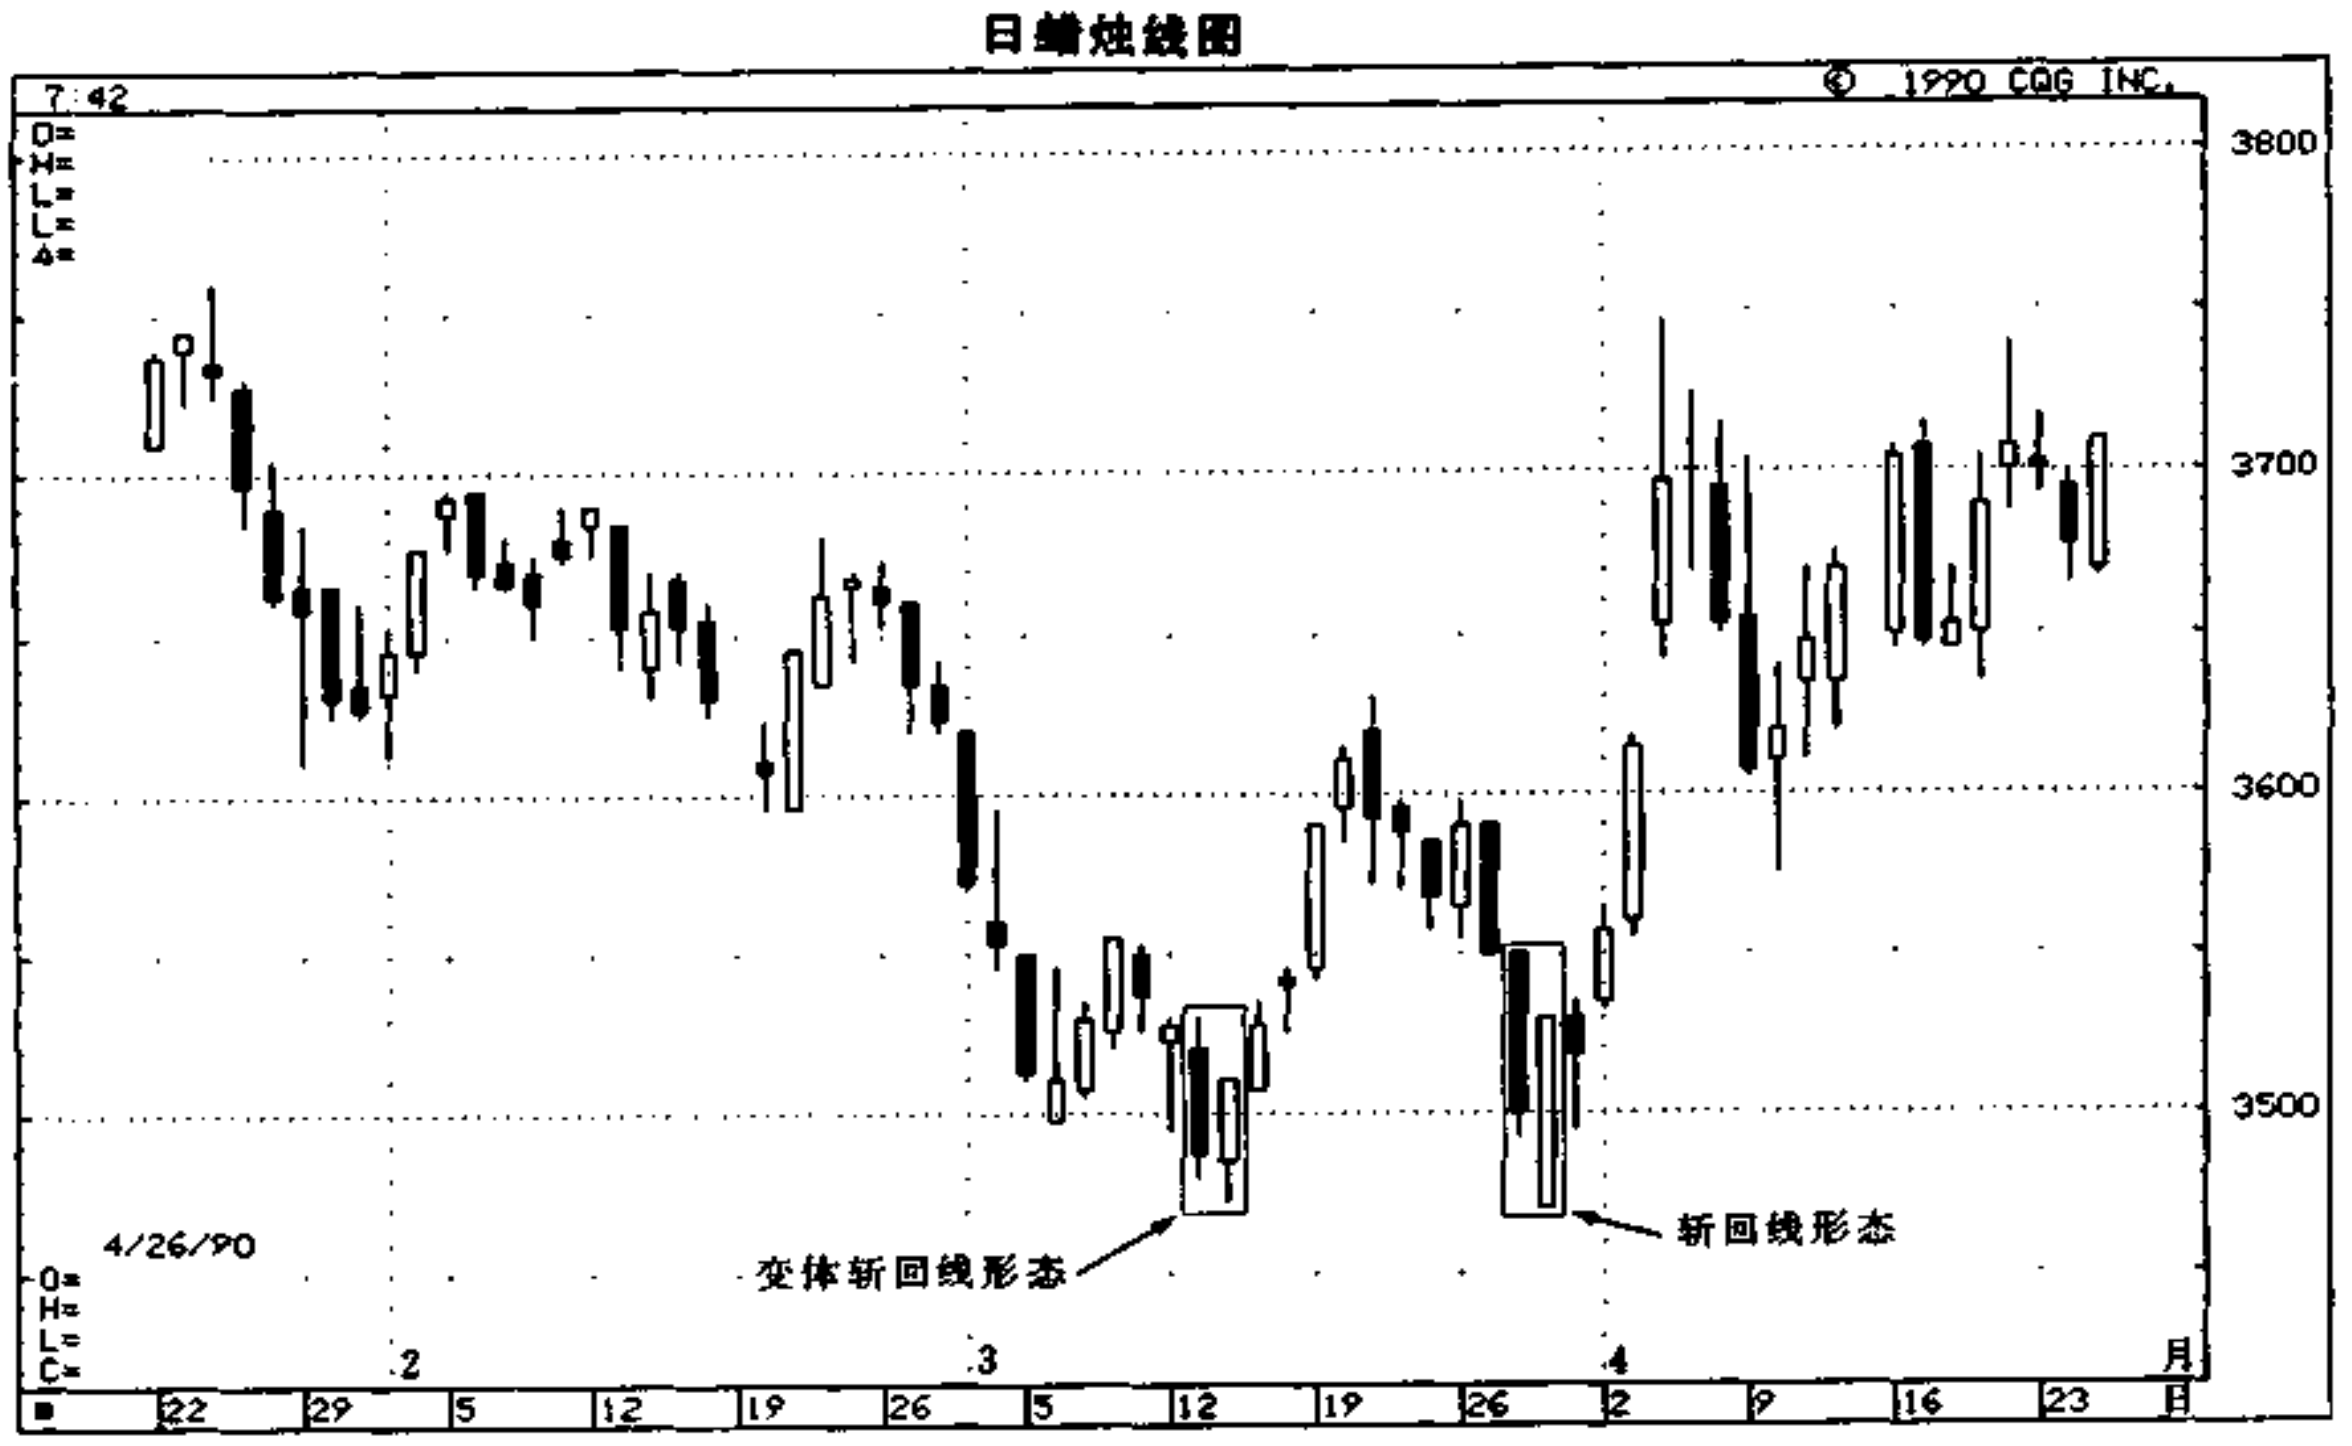 日蜡烛线图
7:42
© 1990 CQG INC.
O=
H=
L=
L=
Δ=
3800
3700
3600
3500
4/26/90
变体斩回线形态
斩回线形态
O=
H=
L=
C=
2 3 4 月
22 29 5 12 19 26 5 12 19 26 2 9 16 23 日